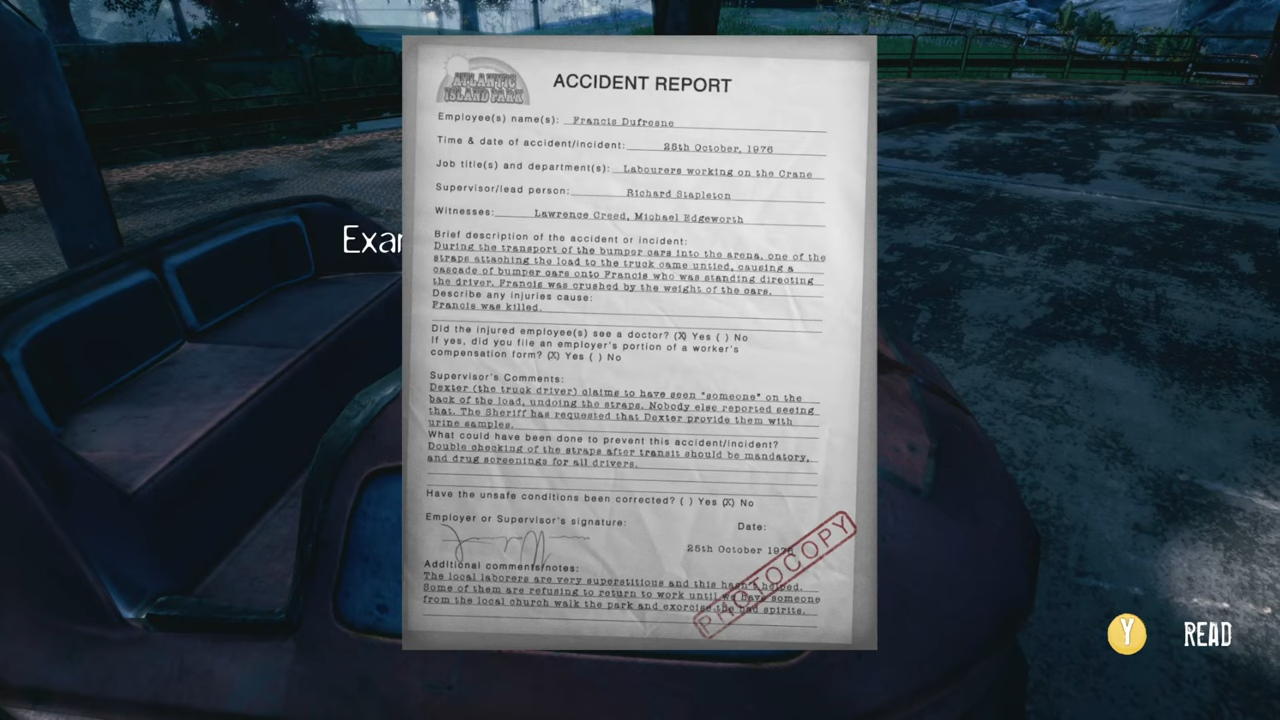 ATLANTIC
ISLAND PARK
ACCIDENT REPORT
Employee(s) name(s): Francis Dufresne
Time & date of accident/incident: 25th October, 1976
Job title(s) and department(s): Labourers working on the Crane
Supervisor/lead person: Richard Stapleton
Witnesses: Lawrence Creed, Michael Edgeworth
Exa
Brief description of the accident or incident:
During the transport of the bumper cars into the arena, one of the
straps attaching the load to the truck came untied, causing a
cascade of bumper cars onto Francis who was standing directing
the driver. Francis was crushed by the weight of the cars.
Describe any injuries cause:
Francis was killed.
Did the injured employee(s) see a doctor? (X) Yes ( ) No
If yes, did you file an employer's portion of a worker's
compensation form? (X) Yes ( ) No
Supervisor's Comments:
Dexter (the truck driver) claims to have seen "someone" on the
back of the load, undoing the straps. Nobody else reported seeing
that. The Sheriff has requested that Dexter provide them with
urine samples.
What could have been done to prevent this accident/incident?
Double checking of the straps after transit should be mandatory,
and drug screenings for all drivers.
Have the unsafe conditions been corrected? ( ) Yes (X) No
Employer or Supervisor's signature:
Date:
25th October 1976
Additional comments/notes:
The local laborers are very superstitious and this hasn't helped.
Some of them are refusing to return to work until we have someone
from the local church walk the park and exorcise the bad spirits.
PHOTOCOPY
Y READ